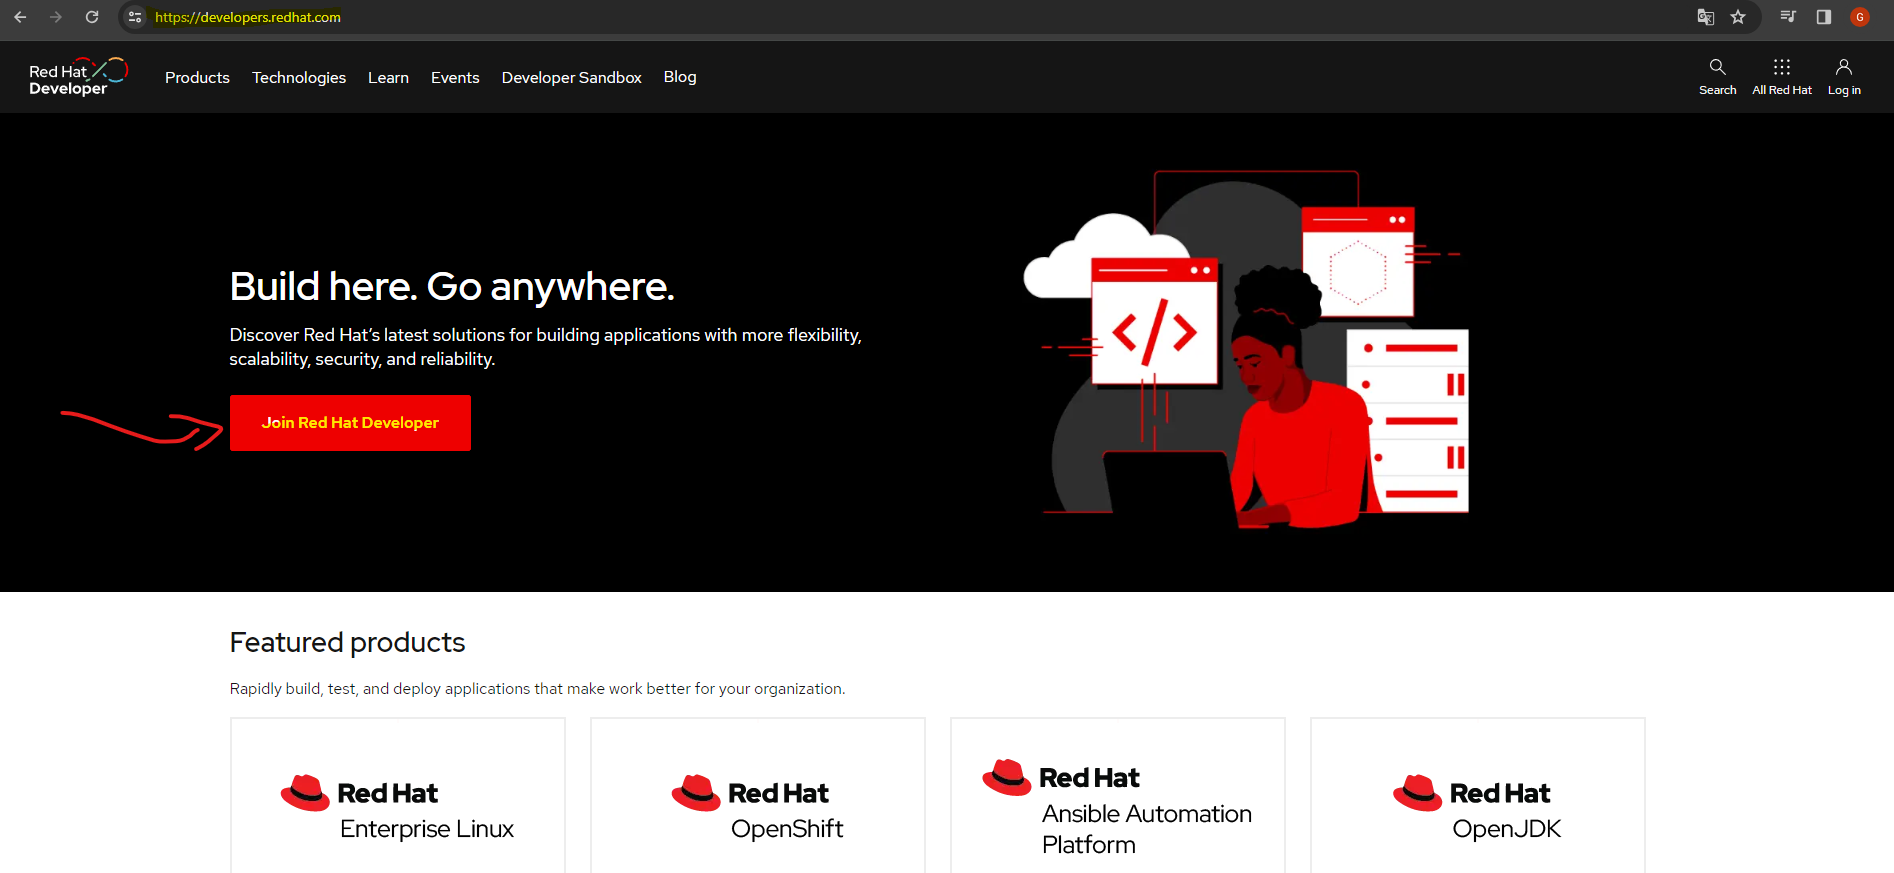 https://developers.redhat.com
G
Red Hat
Developer
Products Technologies Learn Events Developer Sandbox Blog
Search All Red Hat Log in
Build here. Go anywhere.
Discover Red Hat’s latest solutions for building applications with more flexibility,
scalability, security, and reliability.
Join Red Hat Developer
</>
Featured products
Rapidly build, test, and deploy applications that make work better for your organization.
Red Hat
Enterprise Linux
Red Hat
OpenShift
Red Hat
Ansible Automation
Platform
Red Hat
OpenJDK